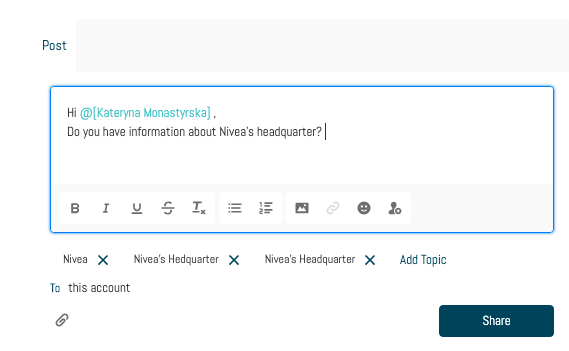 Post
Hi @[Kateryna Monastyrska] ,
Do you have information about Nivea's headquarter?
B I U S Tx
Nivea Nivea's Hedquarter Nivea's Headquarter Add Topic
To this account
Share